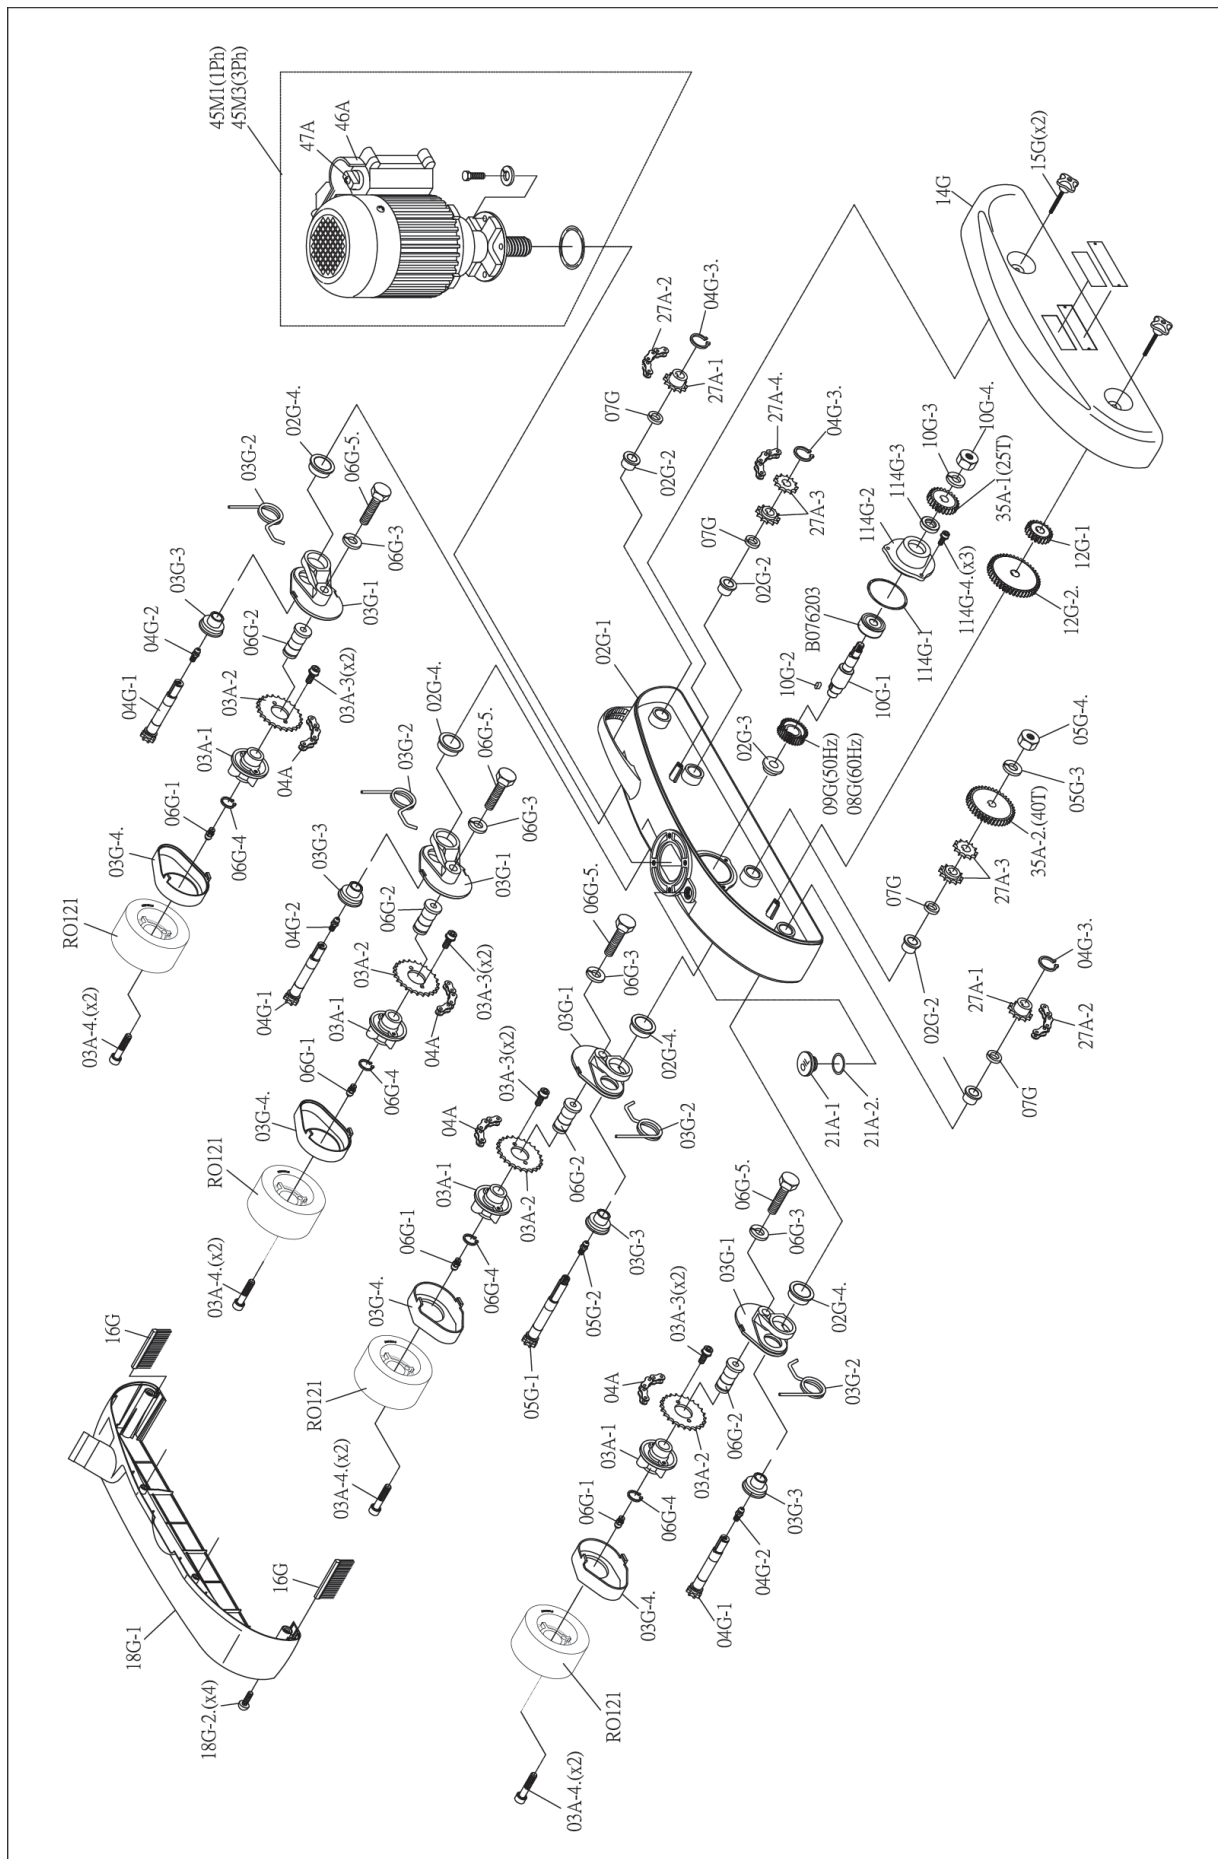 45M1(1Ph)
45M3(3Ph)
47A
46A
15G(x2)
14G
27A-2
04G-3.
27A-1
07G
02G-2
27A-4.
04G-3.
27A-3
07G
02G-2
10G-3
10G-4.
35A-1(25T)
114G-3
114G-2
114G-4.(x3)
114G-1
B076203
10G-1
10G-2
12G-1
12G-2.
02G-1
02G-3
09G(50Hz)
08G(60Hz)
05G-4.
05G-3
35A-2.(40T)
27A-3
07G
02G-2
04G-3.
27A-1
27A-2
07G
21A-1
21A-2.
02G-4.
03G-2
06G-5.
06G-3
03G-1
03G-3
04G-2
06G-2
04G-1
03A-2
03A-3(x2)
03A-1
04A
06G-1
06G-4
03G-4.
RO121
03A-4.(x2)
02G-4.
03G-2
06G-5.
06G-3
03G-1
03G-3
06G-2
04G-2
04G-1
03A-2
03A-3(x2)
03A-1
04A
06G-1
06G-4
03G-4.
RO121
03A-4.(x2)
06G-5.
06G-3
03G-1
02G-4.
03G-2
03A-3(x2)
06G-2
04A
03A-2
03A-1
03G-3
05G-2
05G-1
06G-1
06G-4
03G-4.
RO121
03A-4.(x2)
06G-5.
06G-3
03G-1
02G-4.
03G-2
03A-3(x2)
06G-2
04A
03A-2
03A-1
03G-3
04G-2
04G-1
06G-1
06G-4
03G-4.
RO121
03A-4.(x2)
16G
16G
18G-1
18G-2.(x4)